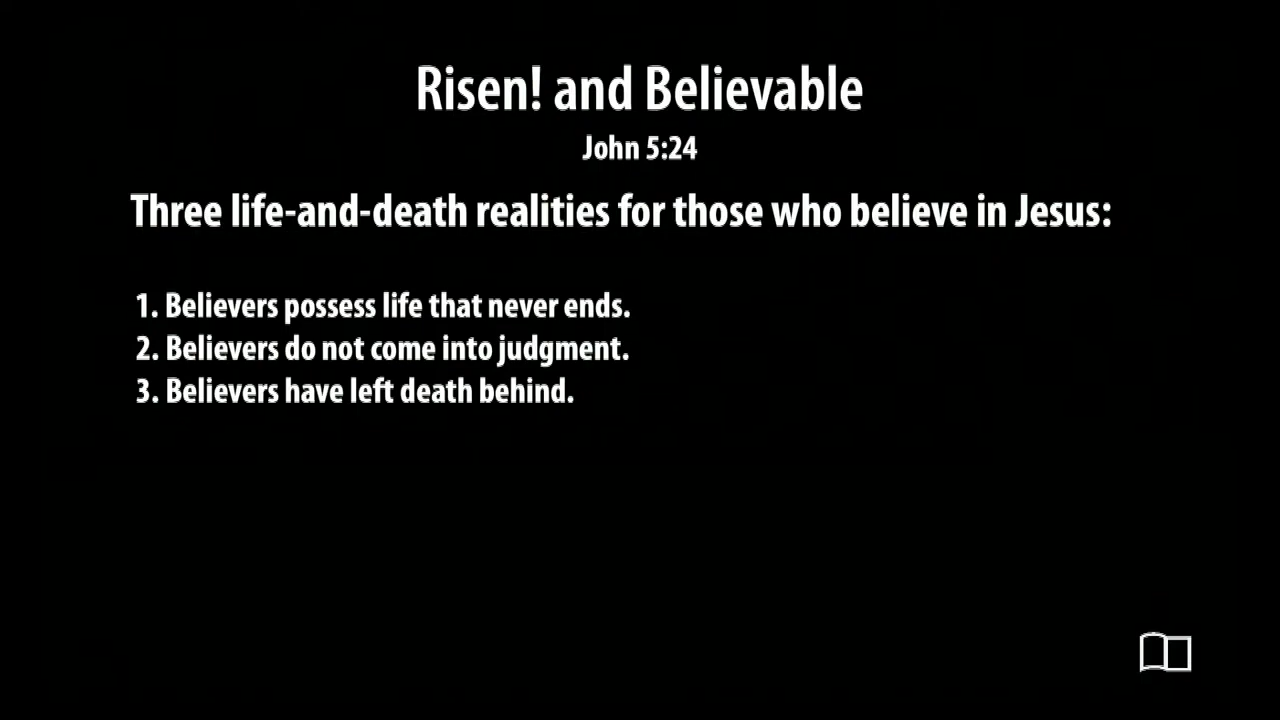 Risen! and Believable
John 5:24
Three life-and-death realities for those who believe in Jesus:
1. Believers possess life that never ends.
2. Believers do not come into judgment.
3. Believers have left death behind.